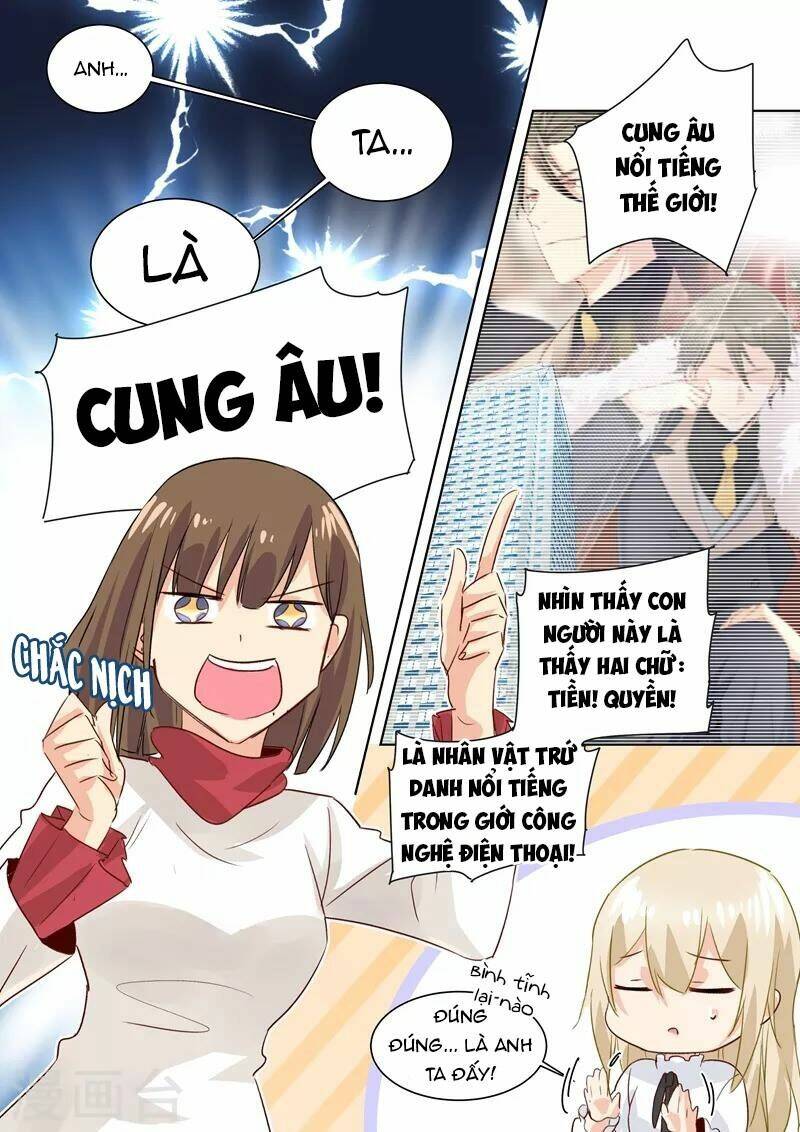 ANH...
TA...
LÀ
CUNG ÂU!
CHẮC NỊCH
CUNG ÂU
NỔI TIẾNG
THẾ GIỚI!
NHÌN THẤY CON
NGƯỜI NÀY LÀ
THẤY HAI CHỮ:
TIỀN! QUYỀN!
LÀ NHÂN VẬT TRỨ
DANH NỔI TIẾNG
TRONG GIỚI CÔNG
NGHỆ ĐIỆN THOẠI!
Bình tĩnh
lại nào
ĐÚNG
ĐÚNG... LÀ ANH
TA ĐẤY!
漫画台